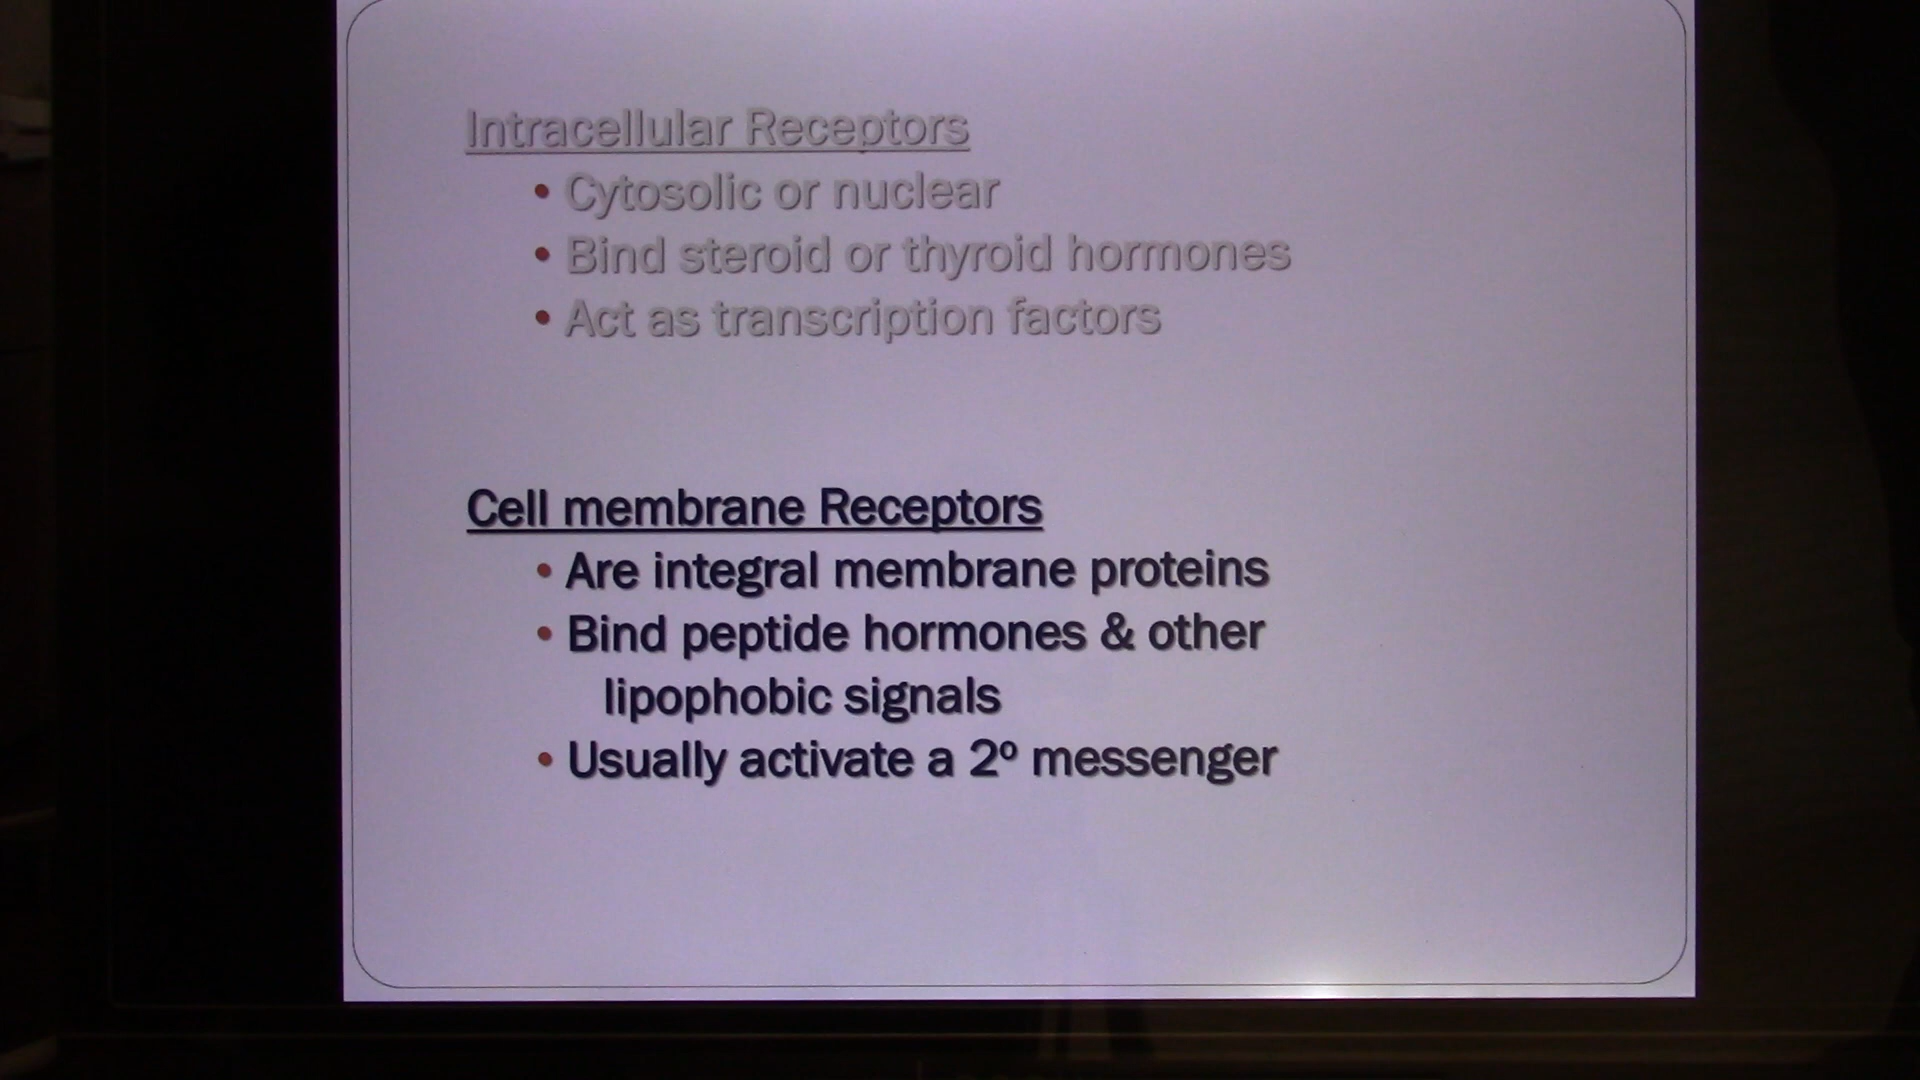 Intracellular Receptors
• Cytosolic or nuclear
• Bind steroid or thyroid hormones
• Act as transcription factors
Cell membrane Receptors
• Are integral membrane proteins
• Bind peptide hormones & other
lipophobic signals
• Usually activate a 2º messenger